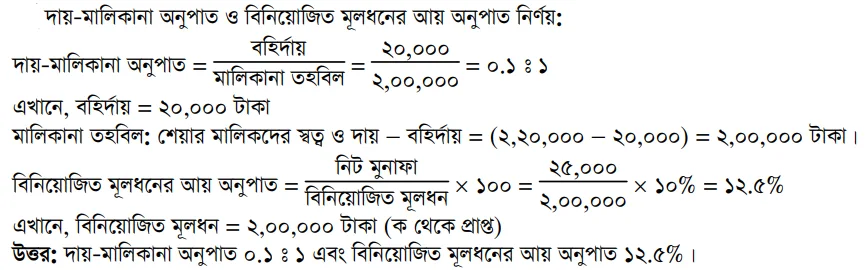 দায়-মালিকানা অনুপাত ও বিনিয়োজিত মূলধনের আয় অনুপাত নির্ণয়:
দায়-মালিকানা অনুপাত = বহির্দায় / মালিকানা তহবিল = ২০,০০০ / ২,০০,০০০ = ০.১ ঃ ১
এখানে, বহির্দায় = ২০,০০০ টাকা
মালিকানা তহবিল: শেয়ার মালিকদের স্বত্ব ও দায় – বহির্দায় = (২,২০,০০০ – ২০,০০০) = ২,০০,০০০ টাকা।
বিনিয়োজিত মূলধনের আয় অনুপাত = নিট মুনাফা / বিনিয়োজিত মূলধন × ১০০ = ২৫,০০০ / ২,০০,০০০ × ১০% = ১২.৫%
এখানে, বিনিয়োজিত মূলধন = ২,০০,০০০ টাকা (ক থেকে প্রাপ্ত)
উত্তর: দায়-মালিকানা অনুপাত ০.১ ঃ ১ এবং বিনিয়োজিত মূলধনের আয় অনুপাত ১২.৫%।